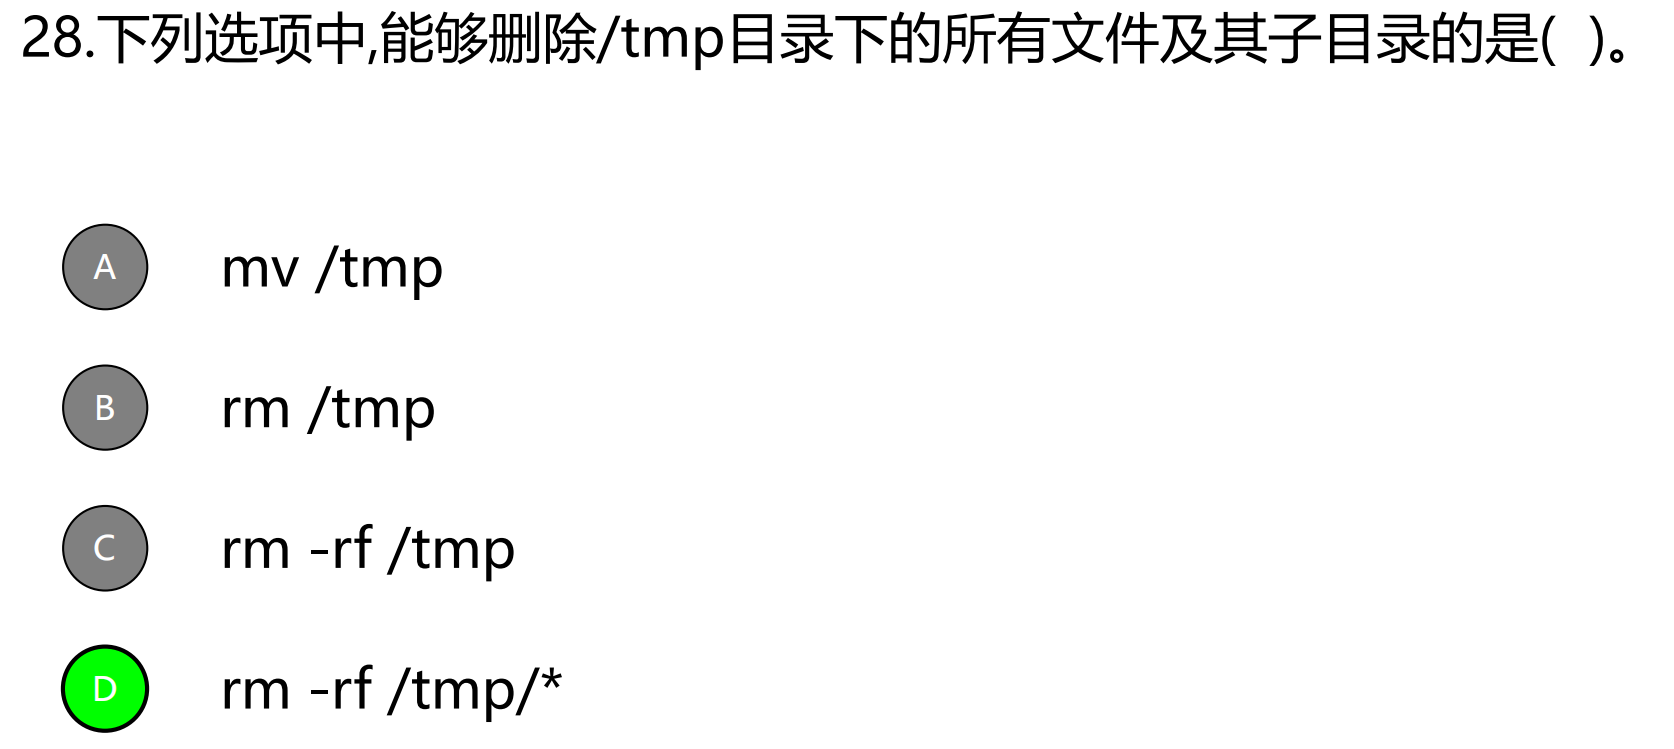 28.下列选项中,能够删除/tmp目录下的所有文件及其子目录的是( )。
A mv /tmp
B rm /tmp
C rm -rf /tmp
D rm -rf /tmp/*